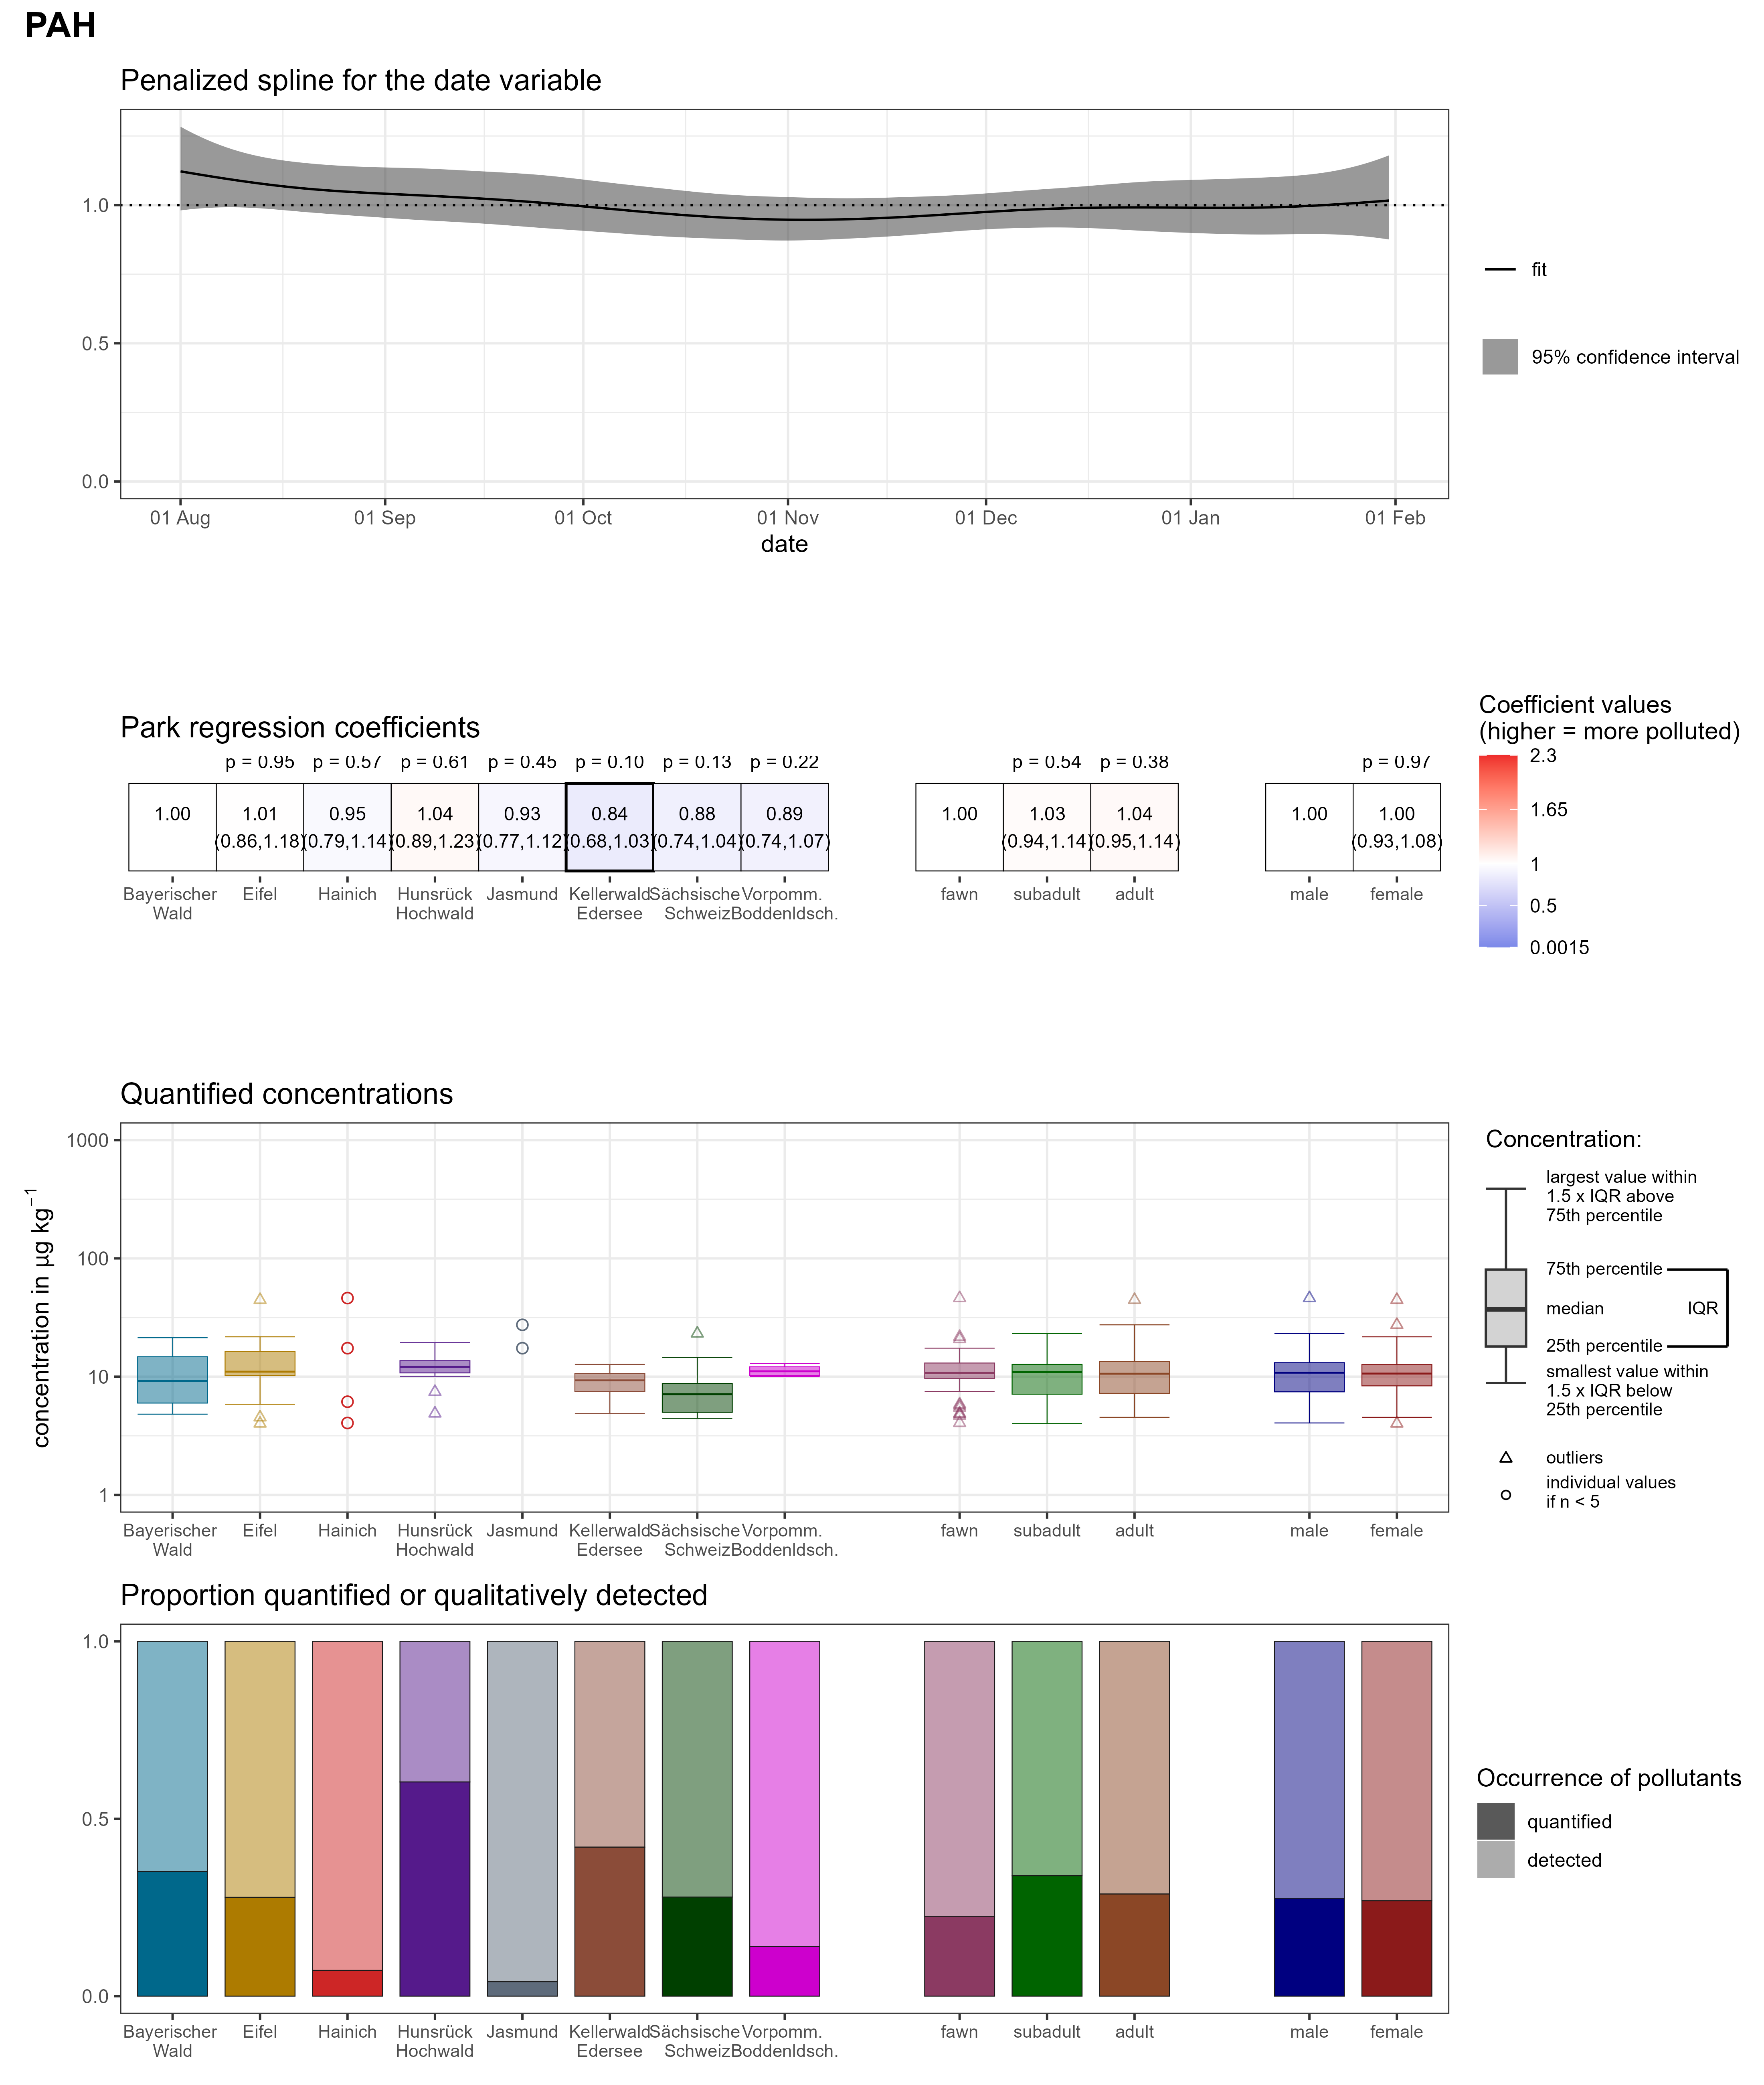 PAH
Penalized spline for the date variable
1.0
0.5
0.0
01 Aug
01 Sep
01 Oct
01 Nov
01 Dec
01 Jan
01 Feb
date
fit
95% confidence interval
Park regression coefficients
p = 0.95
p = 0.57
p = 0.61
p = 0.45
p = 0.10
p = 0.13
p = 0.22
p = 0.54
p = 0.38
p = 0.97
1.00
1.01
0.95
1.04
0.93
0.84
0.88
0.89
1.00
1.03
1.04
1.00
1.00
(0.86,1.18)
(0.79,1.14)
(0.89,1.23)
(0.77,1.12)
(0.68,1.03)
(0.74,1.04)
(0.74,1.07)
(0.94,1.14)
(0.95,1.14)
(0.93,1.08)
Bayerischer
Wald
Eifel
Hainich
Hunsrück
Hochwald
Jasmund
Kellerwald
Edersee
Sächsische
Schweiz
Vorpomm.
Boddenldsch.
fawn
subadult
adult
male
female
Coefficient values
(higher = more polluted)
2.3
1.65
1
0.5
0.0015
Quantified concentrations
concentration in µg kg⁻¹
1000
100
10
1
Bayerischer
Wald
Eifel
Hainich
Hunsrück
Hochwald
Jasmund
Kellerwald
Edersee
Sächsische
Schweiz
Vorpomm.
Boddenldsch.
fawn
subadult
adult
male
female
Concentration:
largest value within
1.5 x IQR above
75th percentile
75th percentile
median
IQR
25th percentile
smallest value within
1.5 x IQR below
25th percentile
outliers
individual values
if n < 5
Proportion quantified or qualitatively detected
1.0
0.5
0.0
Bayerischer
Wald
Eifel
Hainich
Hunsrück
Hochwald
Jasmund
Kellerwald
Edersee
Sächsische
Schweiz
Vorpomm.
Boddenldsch.
fawn
subadult
adult
male
female
Occurrence of pollutants
quantified
detected